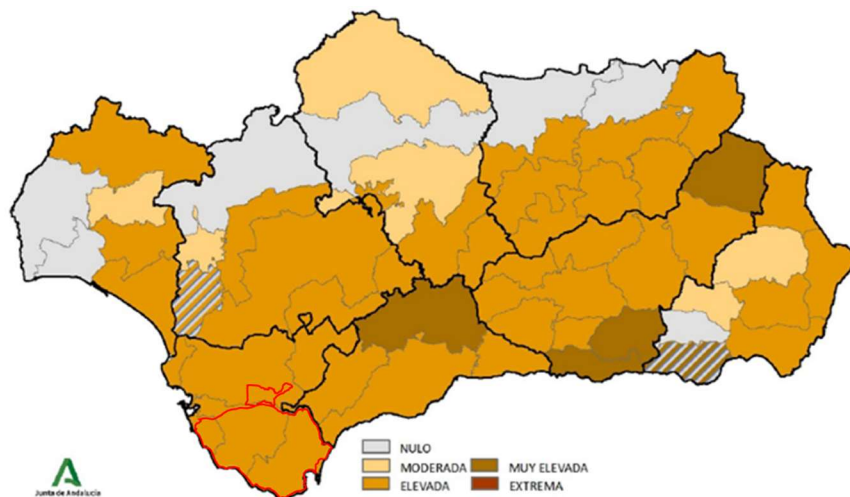 NULO
MODERADA
MUY ELEVADA
ELEVADA
EXTREMA
Junta de Andalucía